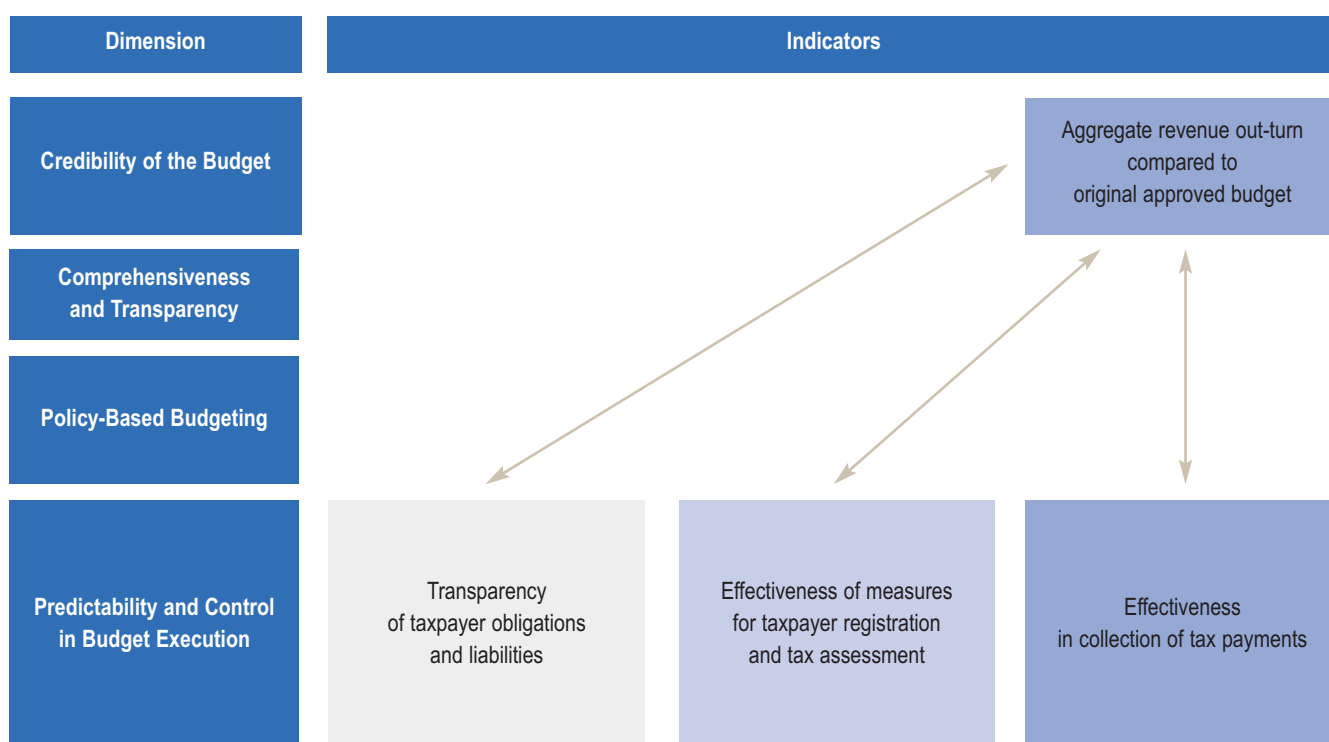 Dimension
Indicators
Credibility of the Budget
Aggregate revenue out-turn
compared to
original approved budget
Comprehensiveness
and Transparency
Policy-Based Budgeting
Predictability and Control
in Budget Execution
Transparency
of taxpayer obligations
and liabilities
Effectiveness of measures
for taxpayer registration
and tax assessment
Effectiveness
in collection of tax payments